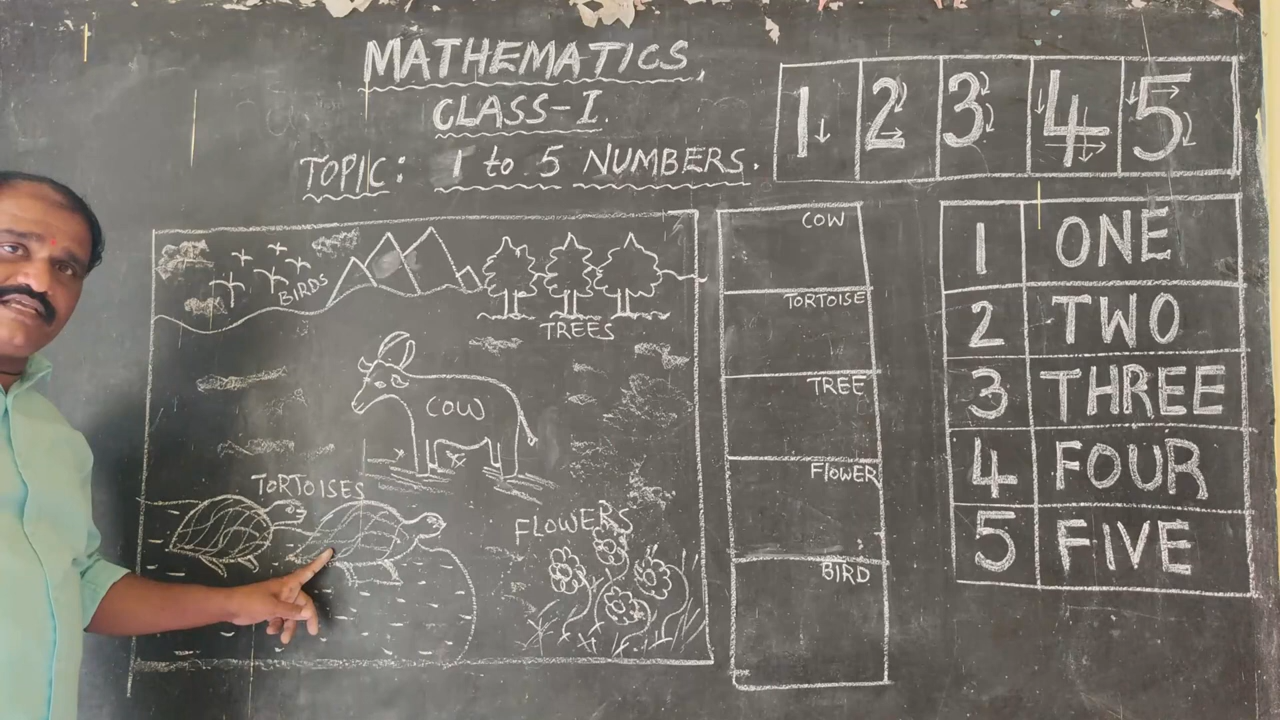 MATHEMATICS,
CLASS-I.
TOPIC: 1 to 5 NUMBERS.
1 2 3 4 5
BIRDS
TREES
COW
TORTOISES
FLOWERS
COW
TORTOISE
TREE
FLOWER
BIRD
1 ONE
2 TWO
3 THREE
4 FOUR
5 FIVE